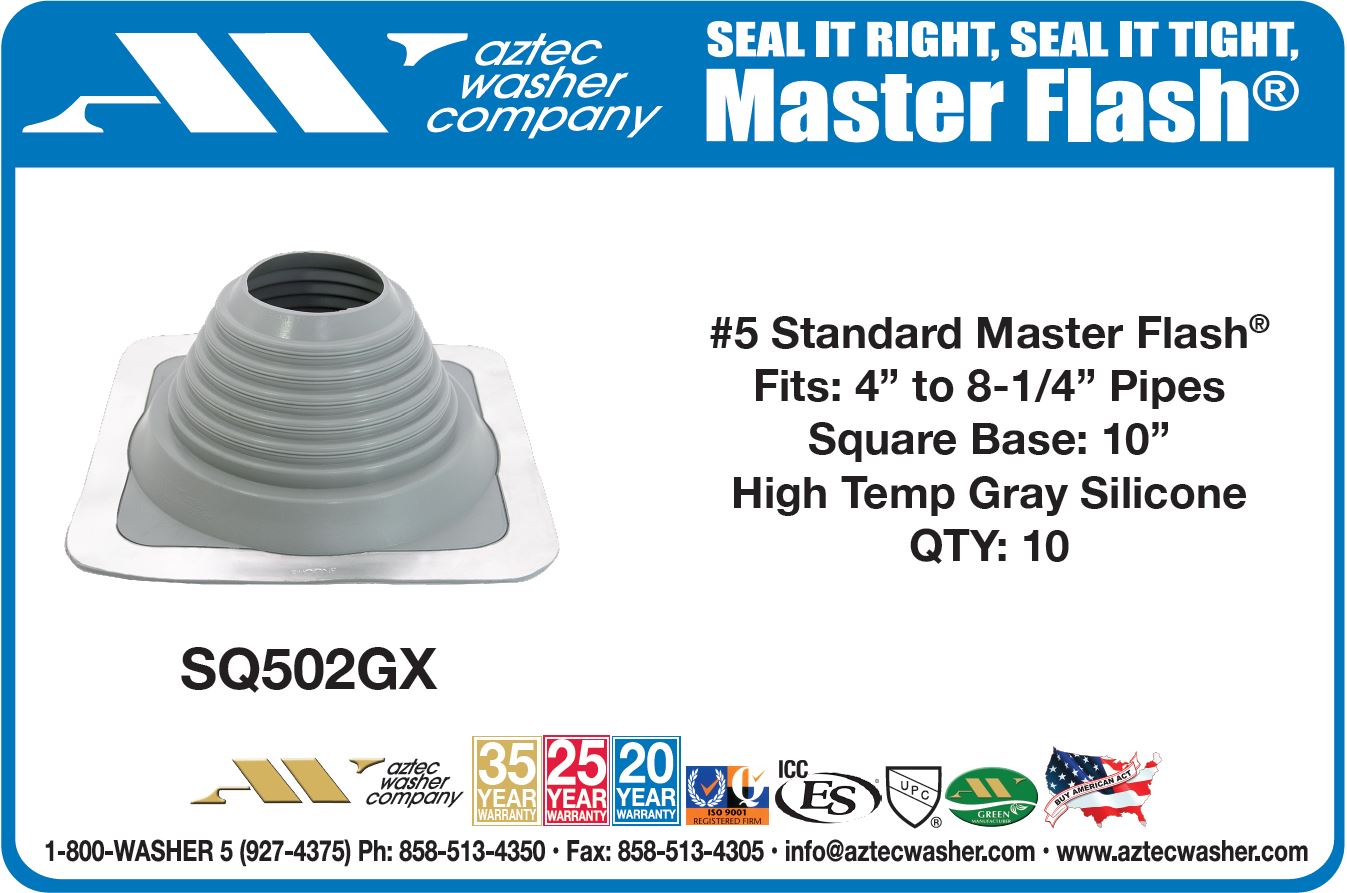 aztec
washer
company
SEAL IT RIGHT, SEAL IT TIGHT,
Master Flash®
#5 Standard Master Flash®
Fits: 4” to 8-1/4” Pipes
Square Base: 10”
High Temp Gray Silicone
QTY: 10
SQ502GX
aztec
washer
company
35
YEAR
WARRANTY
25
YEAR
WARRANTY
20
YEAR
WARRANTY
ISO 9001
REGISTERED FIRM
ICC
ES
UPC
®
GREEN
MANUFACTURER
BUY AMERICAN ACT
1-800-WASHER 5 (927-4375) Ph: 858-513-4350 • Fax: 858-513-4305 • info@aztecwasher.com • www.aztecwasher.com